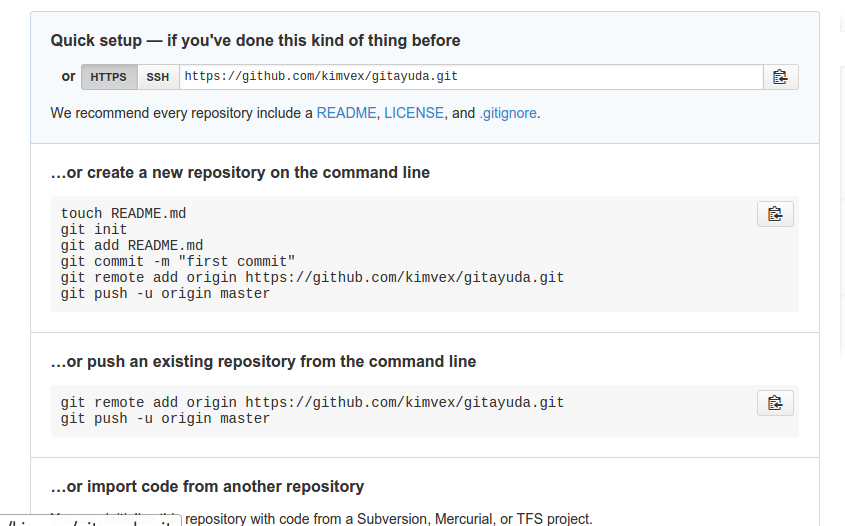 Quick setup — if you've done this kind of thing before
or HTTPS SSH https://github.com/kimvex/gitayuda.git
We recommend every repository include a README, LICENSE, and .gitignore.
…or create a new repository on the command line
touch README.md
git init
git add README.md
git commit -m "first commit"
git remote add origin https://github.com/kimvex/gitayuda.git
git push -u origin master
…or push an existing repository from the command line
git remote add origin https://github.com/kimvex/gitayuda.git
git push -u origin master
…or import code from another repository
repository with code from a Subversion, Mercurial, or TFS project.